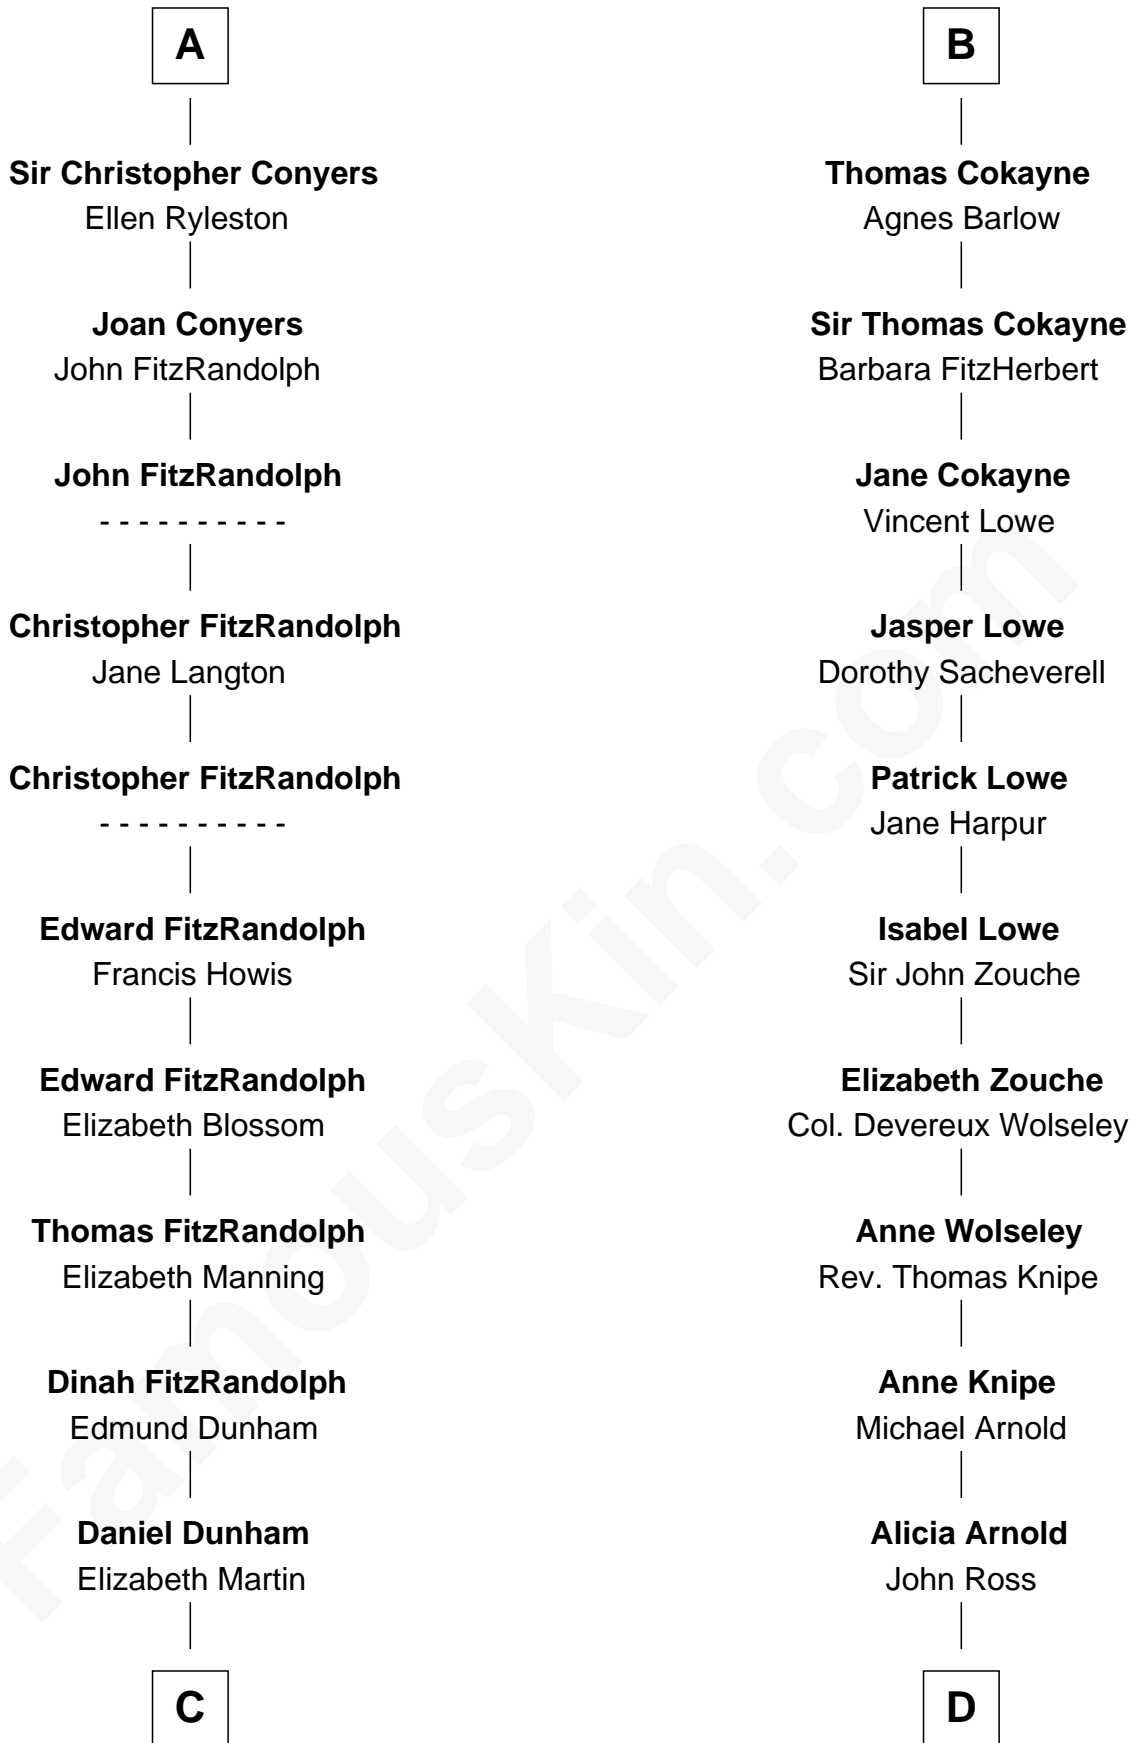 A
Sir Christopher Conyers
Ellen Ryleston
Joan Conyers
John FitzRandolph
John FitzRandolph
- - - - - - - - - -
Christopher FitzRandolph
Jane Langton
Christopher FitzRandolph
- - - - - - - - - -
Edward FitzRandolph
Francis Howis
Edward FitzRandolph
Elizabeth Blossom
Thomas FitzRandolph
Elizabeth Manning
Dinah FitzRandolph
Edmund Dunham
Daniel Dunham
Elizabeth Martin
C
B
Thomas Cokayne
Agnes Barlow
Sir Thomas Cokayne
Barbara FitzHerbert
Jane Cokayne
Vincent Lowe
Jasper Lowe
Dorothy Sacheverell
Patrick Lowe
Jane Harpur
Isabel Lowe
Sir John Zouche
Elizabeth Zouche
Col. Devereux Wolseley
Anne Wolseley
Rev. Thomas Knipe
Anne Knipe
Michael Arnold
Alicia Arnold
John Ross
D
FamousKin.com